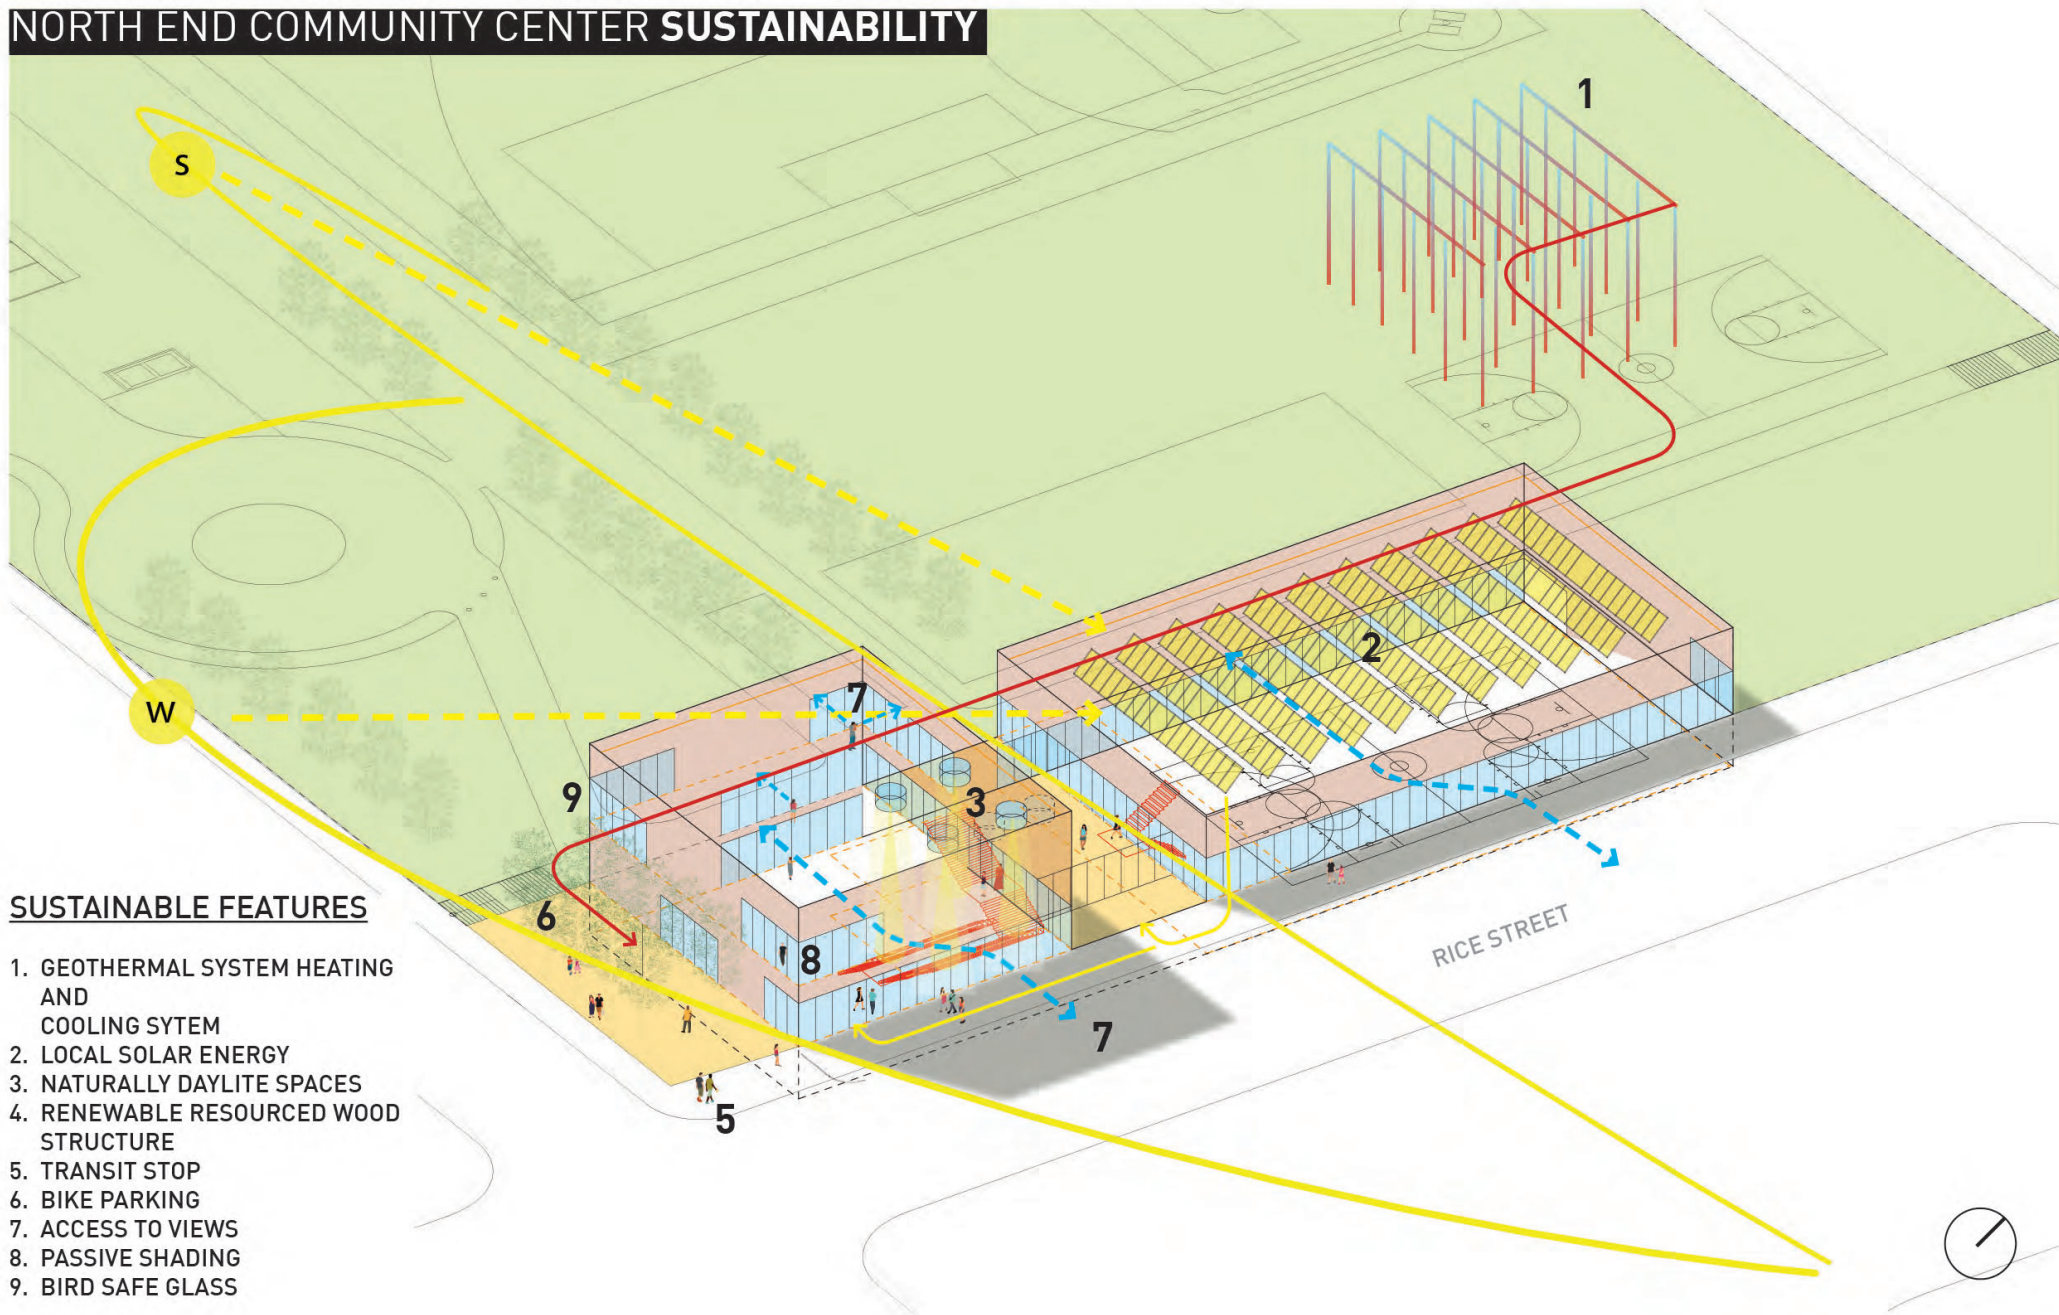 NORTH END COMMUNITY CENTER SUSTAINABILITY
1
S
2
7
W
3
9
6
8
RICE STREET
7
5
SUSTAINABLE FEATURES
1. GEOTHERMAL SYSTEM HEATING
AND
COOLING SYTEM
2. LOCAL SOLAR ENERGY
3. NATURALLY DAYLITE SPACES
4. RENEWABLE RESOURCED WOOD
STRUCTURE
5. TRANSIT STOP
6. BIKE PARKING
7. ACCESS TO VIEWS
8. PASSIVE SHADING
9. BIRD SAFE GLASS